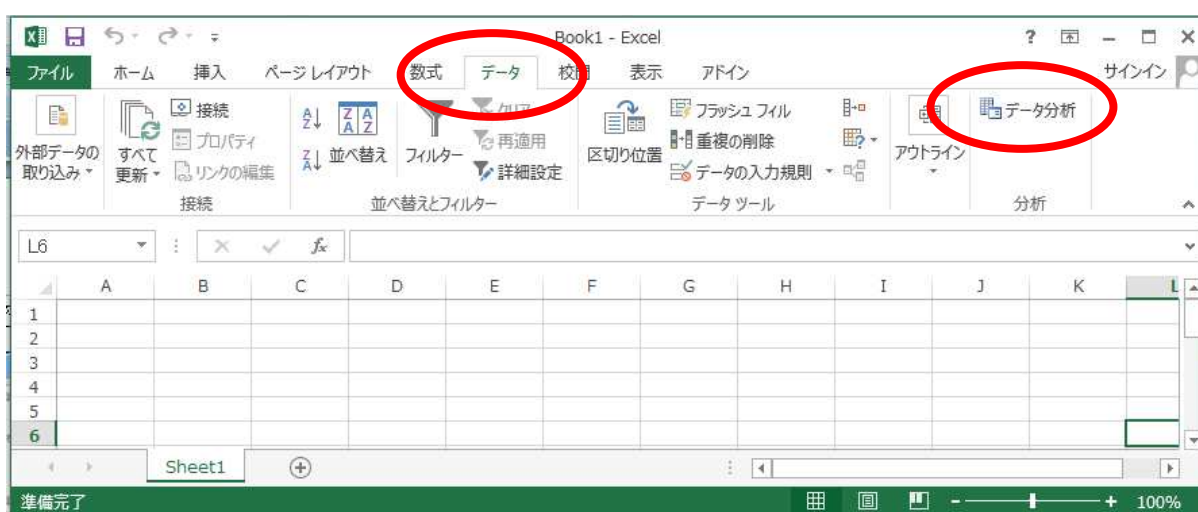 Book1 - Excel
?
ファイル ホーム 挿入 ページ レイアウト 数式 データ 校閲 表示 アドイン サインイン
外部データの取り込み
すべて更新
接続
プロパティ
リンクの編集
接続
並べ替え
フィルター
クリア
再適用
詳細設定
並べ替えとフィルター
区切り位置
フラッシュ フィル
重複の削除
データの入力規則
データ ツール
アウトライン
データ分析
分析
L6
fx
A B C D E F G H I J K L
1
2
3
4
5
6
Sheet1
準備完了
100%